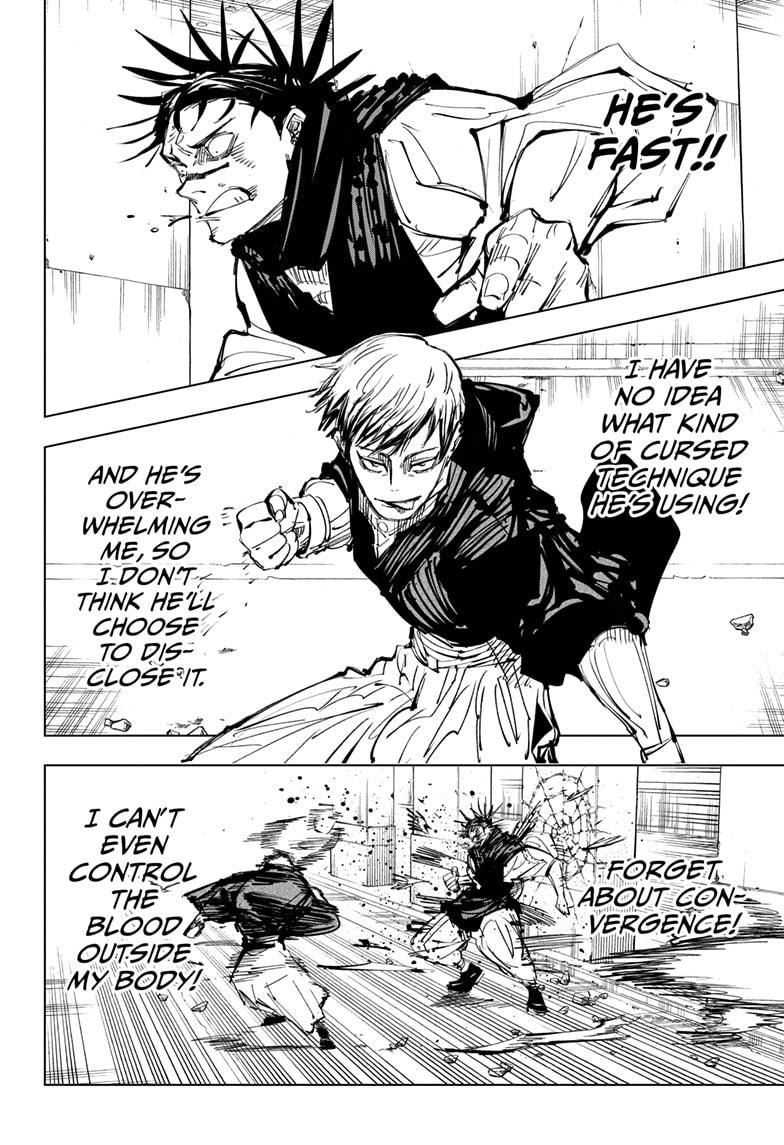 HE'S
FAST!!
I HAVE
NO IDEA
WHAT KIND
OF CURSED
TECHNIQUE
HE'S USING!
AND HE'S
OVER-
WHELMING
ME, SO
I DON'T
THINK HE'LL
CHOOSE
TO DIS-
CLOSE IT.
FORGET
ABOUT CON-
VERGENCE!
I CAN'T
EVEN
CONTROL
THE
BLOOD
OUTSIDE
MY BODY!